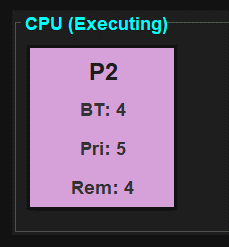 CPU (Executing)
P2
BT: 4
Pri: 5
Rem: 4